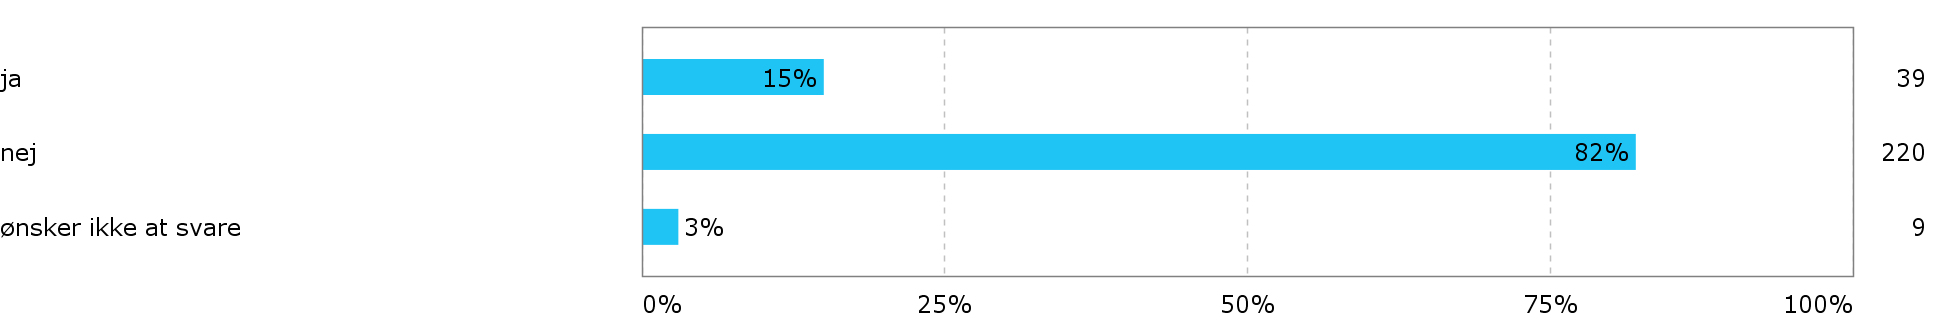 ja 15% 39
nej 82% 220
ønsker ikke at svare 3% 9
0% 25% 50% 75% 100%